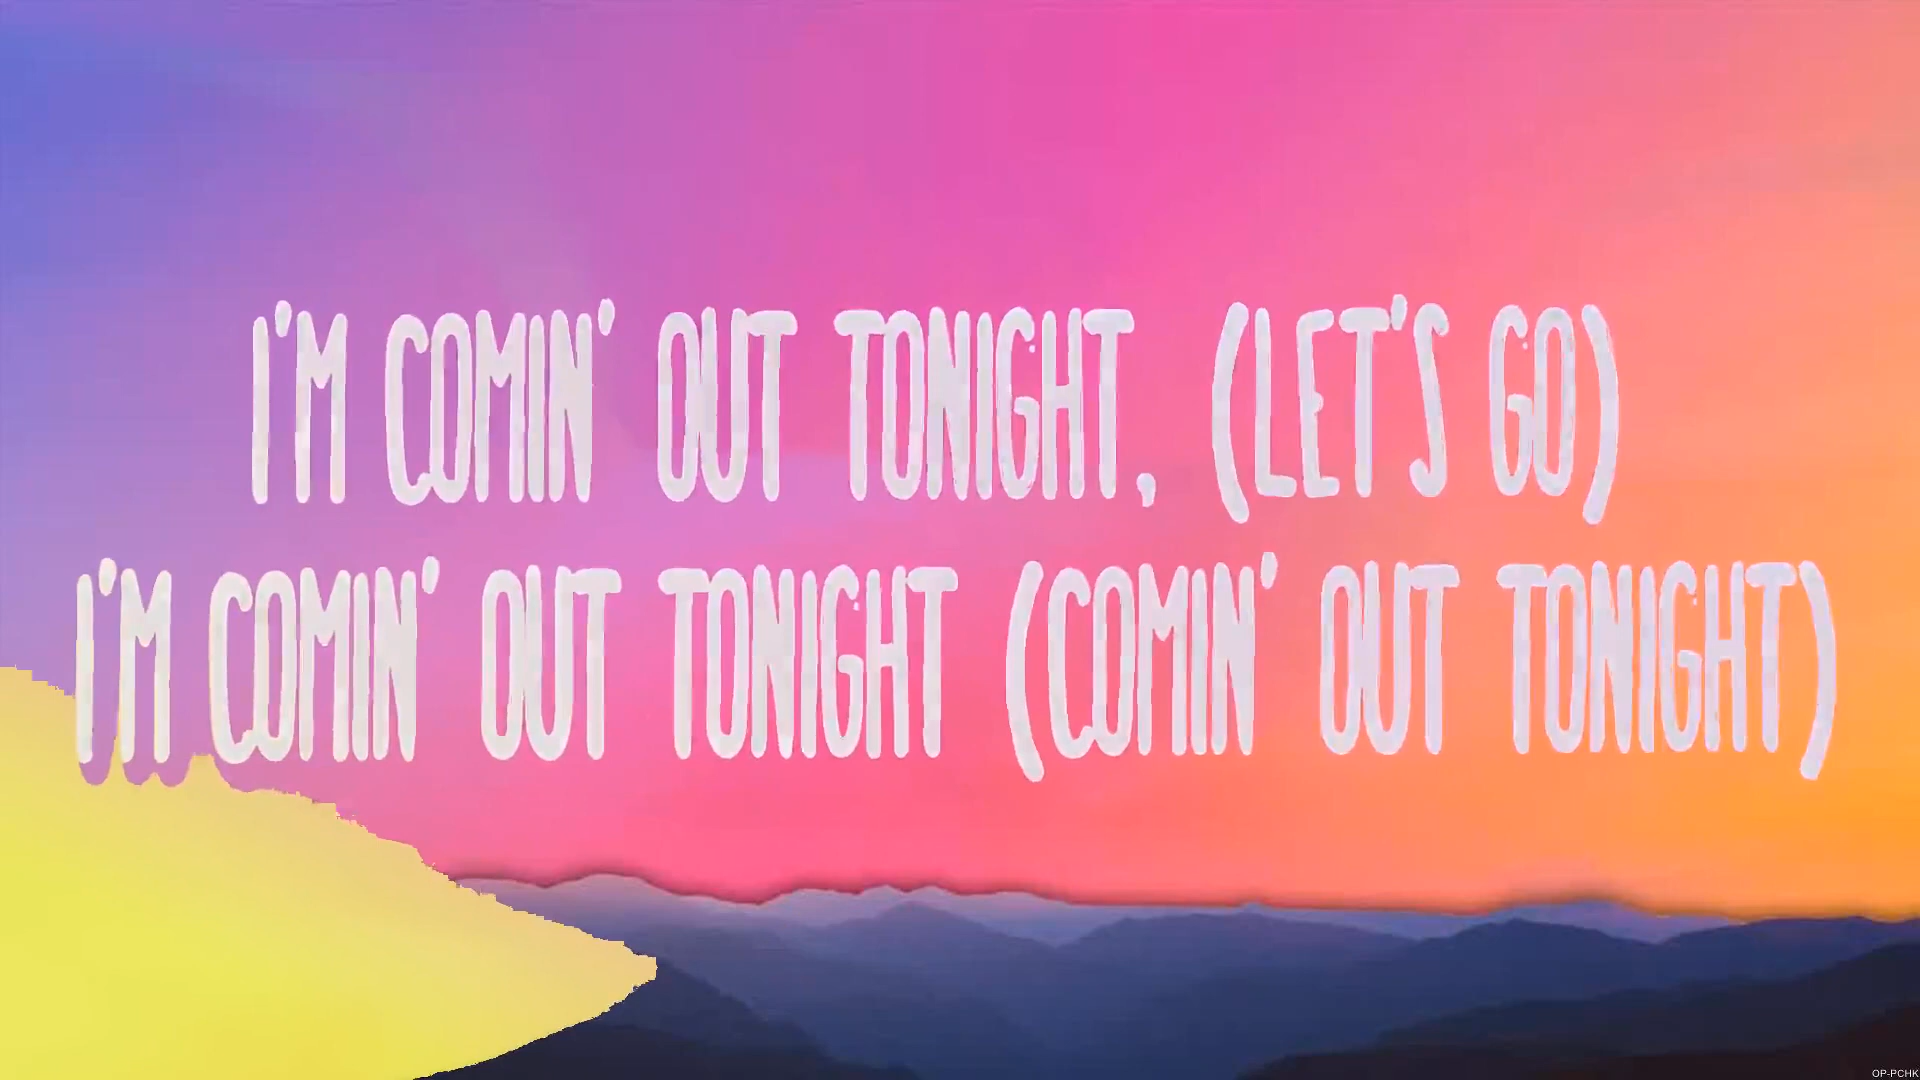 I'M COMIN' OUT TONIGHT, (LET'S GO)
I'M COMIN' OUT TONIGHT (COMIN' OUT TONIGHT)
OP-PCHK